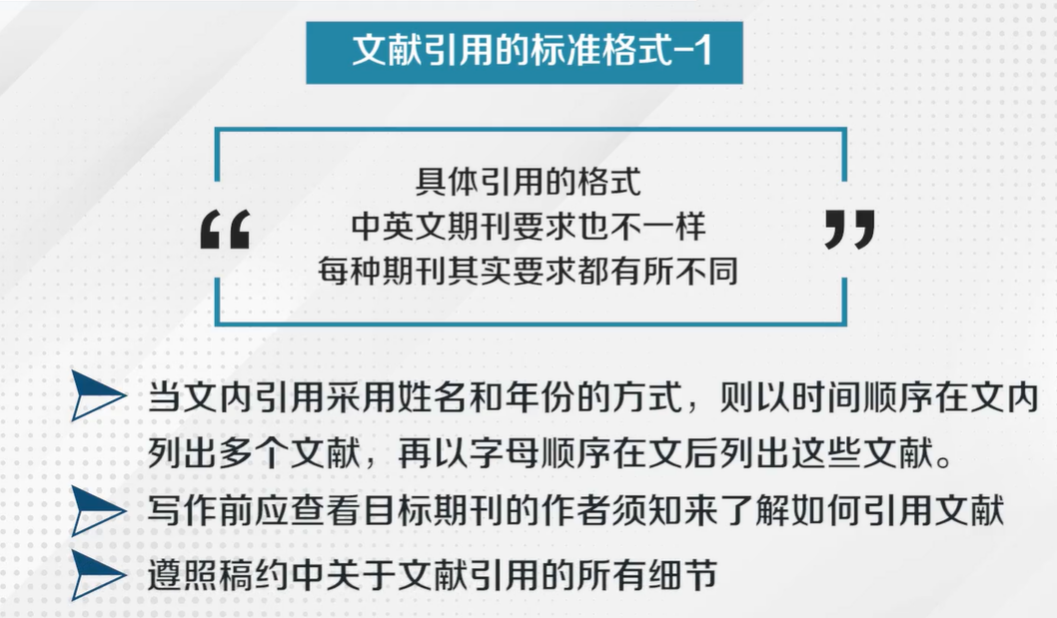 文献引用的标准格式-1
具体引用的格式
中英文期刊要求也不一样
“ ”
每种期刊其实要求都有所不同
当文内引用采用姓名和年份的方式，则以时间顺序在文内
列出多个文献，再以字母顺序在文后列出这些文献。
写作前应查看目标期刊的作者须知来了解如何引用文献
遵照稿约中关于文献引用的所有细节